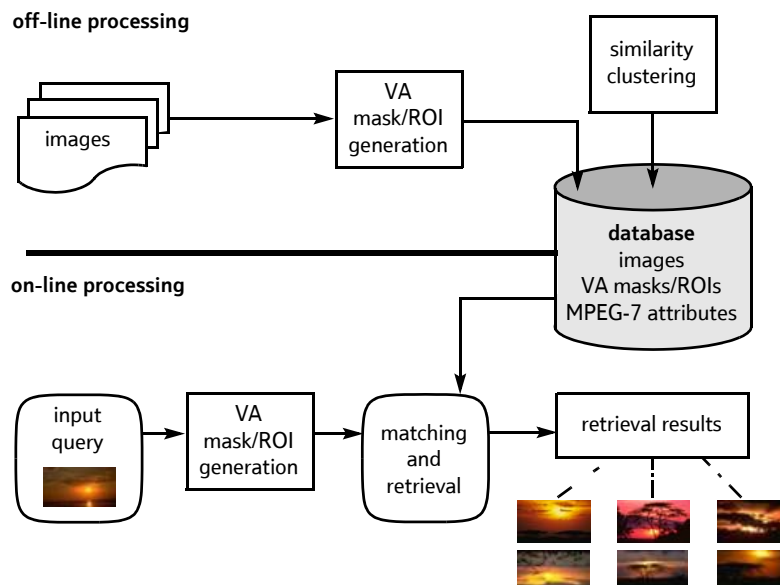 off-line processing
similarity
clustering
VA
mask/ROI
generation
images
database
images
VA masks/ROIs
MPEG-7 attributes
on-line processing
input
query
VA
mask/ROI
generation
matching
and
retrieval
retrieval results